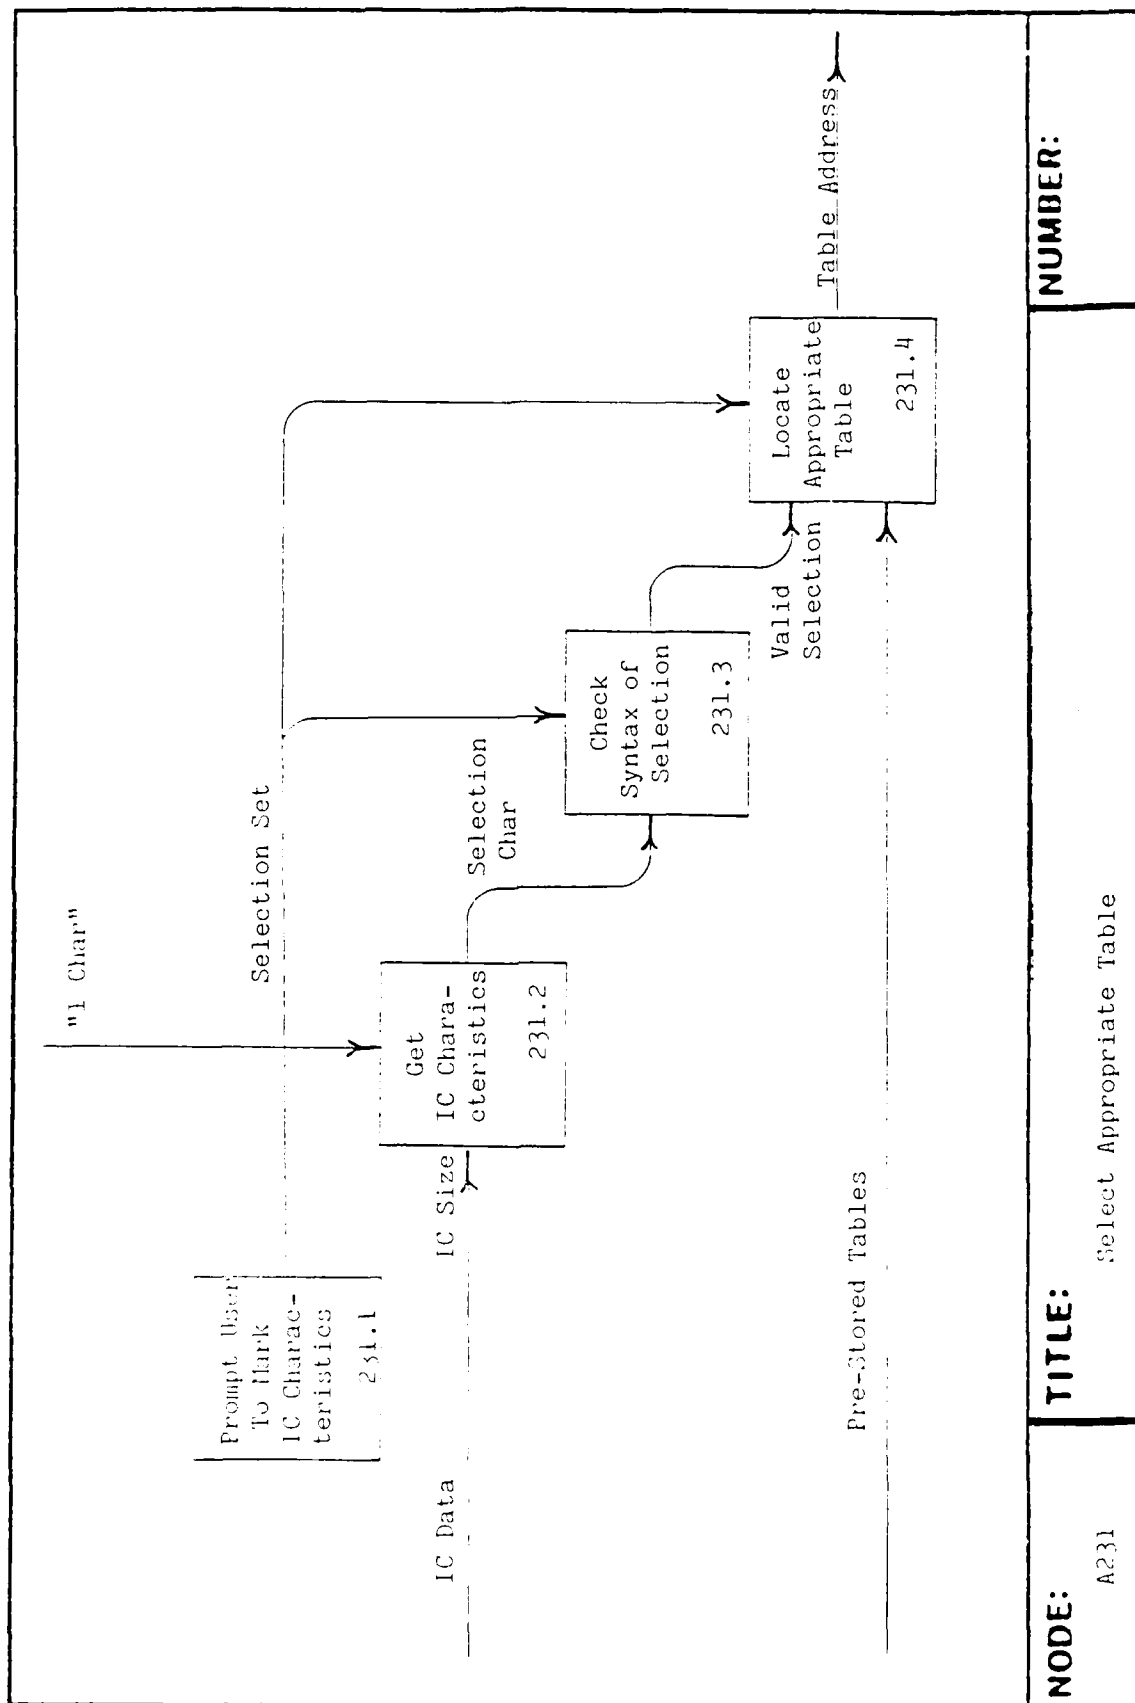 "1 Char"
Selection Set
Prompt User
To Mark
IC Charac-
teristics
231.1
IC Data
IC Size
Get
IC Chara-
cteristics
231.2
Selection
Char
Check
Syntax of
Selection
231.3
Valid
Selection
Locate
Appropriate
Table
231.4
Table Address
Pre-Stored Tables
NODE:
A231
TITLE:
Select Appropriate Table
NUMBER: